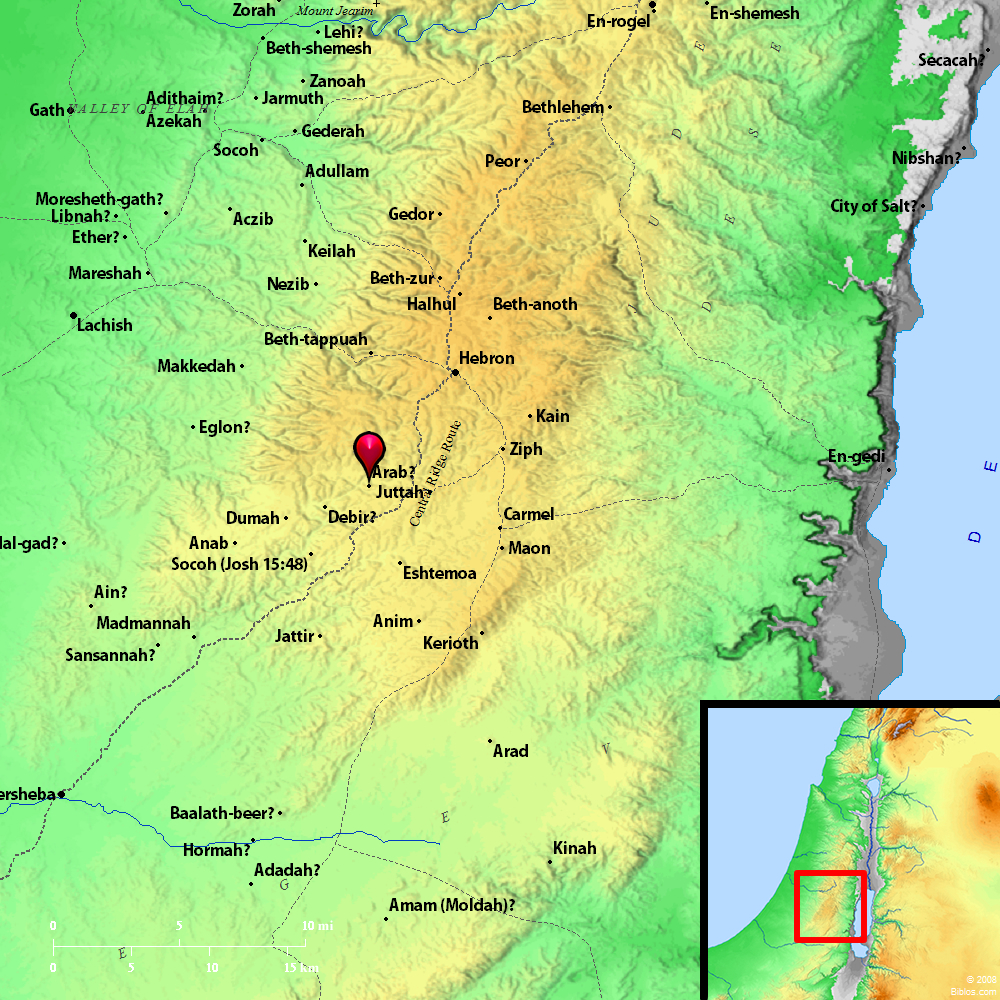 Zorah
Mount Jearim
En-rogel
En-shemesh
Lehi?
Beth-shemesh
Secacah?
Zanoah
Adithaim?
Jarmuth
Gath
VALLEY OF ELAH
Azekah
Bethlehem
Gederah
Socoh
Nibshan?
Peor
Adullam
Moresheth-gath?
Libnah?
Aczib
Gedor
City of Salt?
Ether?
Keilah
Mareshah
Nezib
Beth-zur
Halhul
Beth-anoth
J U D E
D E S E
Lachish
Beth-tappuah
Hebron
Makkedah
Kain
Eglon?
Ziph
En-gedi
Arab?
Juttah
Central Ridge Route
D E
Dumah
Debir?
Carmel
dal-gad?
Anab
Maon
Socoh (Josh 15:48)
Eshtemoa
Ain?
Madmannah
Anim
Jattir
Kerioth
Sansannah?
Arad
ersheba
Baalath-beer?
Hormah?
Kinah
Adadah?
N E G E V
Amam (Moldah)?
0 5 10 mi
0 5 10 15 km
© 2008
Biblos.com